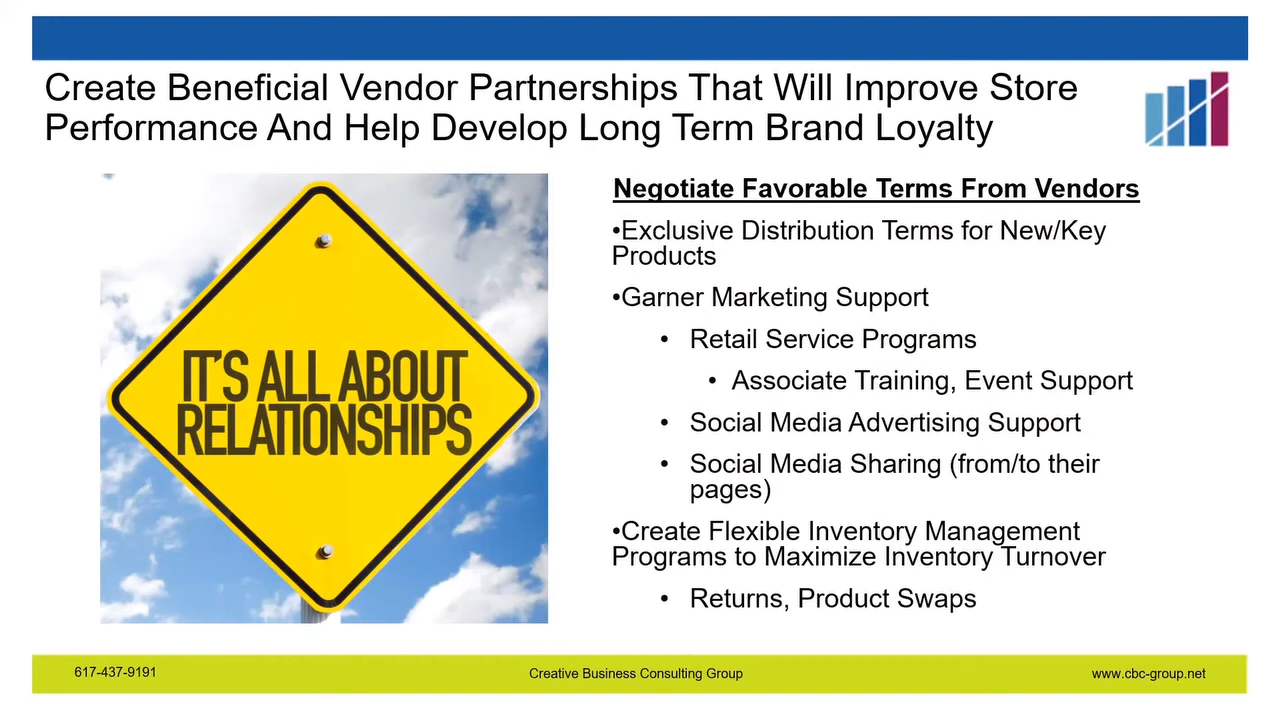 Create Beneficial Vendor Partnerships That Will Improve Store
Performance And Help Develop Long Term Brand Loyalty
IT'S ALL ABOUT
RELATIONSHIPS
Negotiate Favorable Terms From Vendors
•Exclusive Distribution Terms for New/Key
Products
•Garner Marketing Support
• Retail Service Programs
• Associate Training, Event Support
• Social Media Advertising Support
• Social Media Sharing (from/to their
pages)
•Create Flexible Inventory Management
Programs to Maximize Inventory Turnover
• Returns, Product Swaps
617-437-9191
Creative Business Consulting Group
www.cbc-group.net